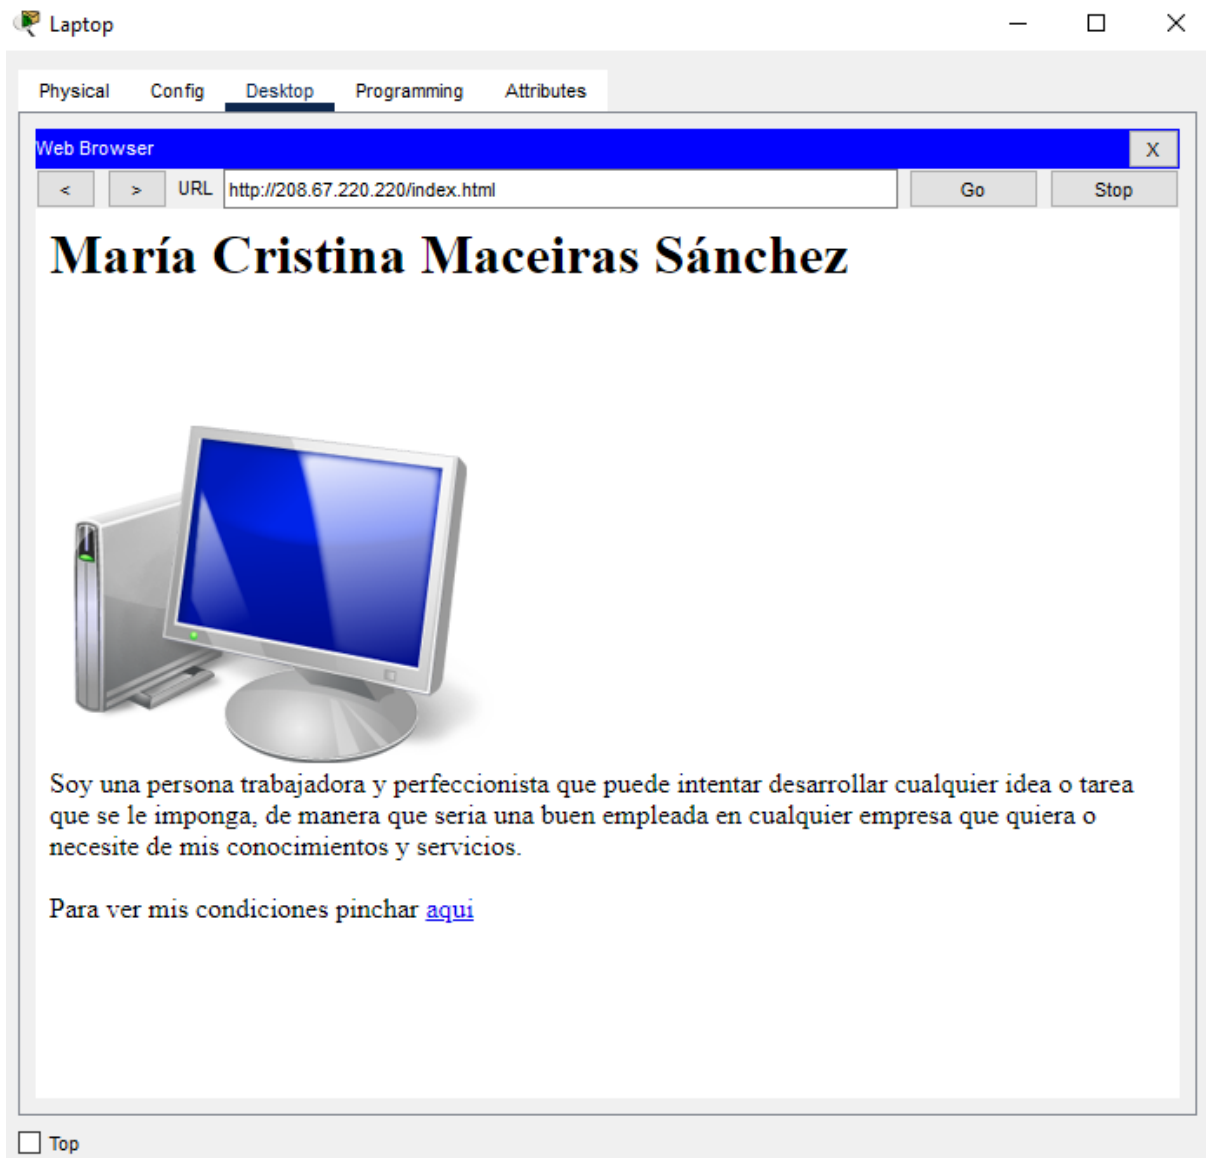 Laptop
Physical Config Desktop Programming Attributes
Web Browser X
< > URL http://208.67.220.220/index.html Go Stop
María Cristina Maceiras Sánchez
Soy una persona trabajadora y perfeccionista que puede intentar desarrollar cualquier idea o tarea
que se le imponga, de manera que seria una buen empleada en cualquier empresa que quiera o
necesite de mis conocimientos y servicios.
Para ver mis condiciones pinchar aqui
Top